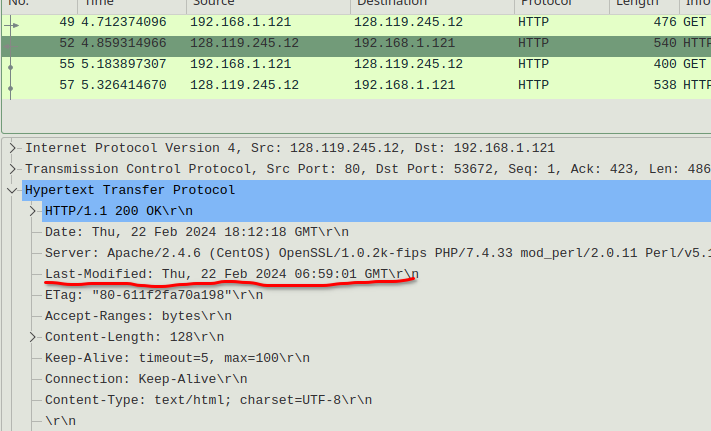 No. Time Source Destination Protocol Length Info
49 4.712374096 192.168.1.121 128.119.245.12 HTTP 476 GET
52 4.859314966 128.119.245.12 192.168.1.121 HTTP 540 HTTP
55 5.183897307 192.168.1.121 128.119.245.12 HTTP 400 GET
57 5.326414670 128.119.245.12 192.168.1.121 HTTP 538 HTTP
Internet Protocol Version 4, Src: 128.119.245.12, Dst: 192.168.1.121
Transmission Control Protocol, Src Port: 80, Dst Port: 53672, Seq: 1, Ack: 423, Len: 486
Hypertext Transfer Protocol
HTTP/1.1 200 OK\r\n
Date: Thu, 22 Feb 2024 18:12:18 GMT\r\n
Server: Apache/2.4.6 (CentOS) OpenSSL/1.0.2k-fips PHP/7.4.33 mod_perl/2.0.11 Perl/v5.1
Last-Modified: Thu, 22 Feb 2024 06:59:01 GMT\r\n
ETag: "80-611f2fa70a198"\r\n
Accept-Ranges: bytes\r\n
Content-Length: 128\r\n
Keep-Alive: timeout=5, max=100\r\n
Connection: Keep-Alive\r\n
Content-Type: text/html; charset=UTF-8\r\n
\r\n